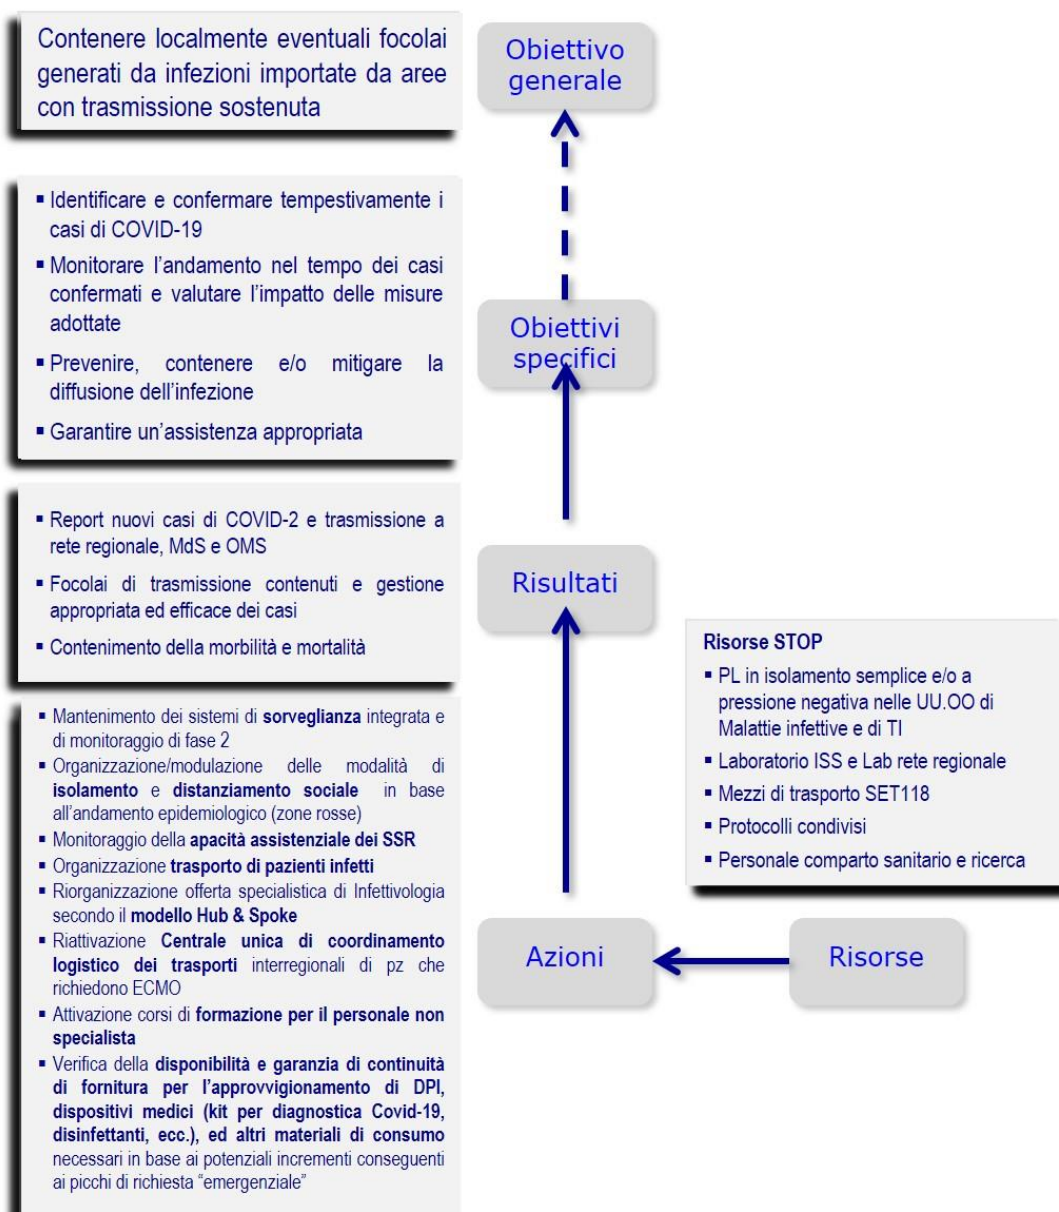 Contenere localmente eventuali focolai
generati da infezioni importate da aree
con trasmissione sostenuta
Obiettivo
generale
▪ Identificare e confermare tempestivamente i
casi di COVID-19
▪ Monitorare l'andamento nel tempo dei casi
confermati e valutare l'impatto delle misure
adottate
▪ Prevenire, contenere e/o mitigare la
diffusione dell'infezione
▪ Garantire un'assistenza appropriata
Obiettivi
specifici
▪ Report nuovi casi di COVID-2 e trasmissione a
rete regionale, MdS e OMS
▪ Focolai di trasmissione contenuti e gestione
appropriata ed efficace dei casi
▪ Contenimento della morbilità e mortalità
Risultati
▪ Mantenimento dei sistemi di sorveglianza integrata e
di monitoraggio di fase 2
▪ Organizzazione/modulazione delle modalità di
isolamento e distanziamento sociale in base
all'andamento epidemiologico (zone rosse)
▪ Monitoraggio della apacità assistenziale dei SSR
▪ Organizzazione trasporto di pazienti infetti
▪ Riorganizzazione offerta specialistica di Infettivologia
secondo il modello Hub & Spoke
▪ Riattivazione Centrale unica di coordinamento
logistico dei trasporti interregionali di pz che
richiedono ECMO
▪ Attivazione corsi di formazione per il personale non
specialista
▪ Verifica della disponibilità e garanzia di continuità
di fornitura per l'approvvigionamento di DPI,
dispositivi medici (kit per diagnostica Covid-19,
disinfettanti, ecc.), ed altri materiali di consumo
necessari in base ai potenziali incrementi conseguenti
ai picchi di richiesta "emergenziale"
Azioni
Risorse STOP
▪ PL in isolamento semplice e/o a
pressione negativa nelle UU.OO di
Malattie infettive e di TI
▪ Laboratorio ISS e Lab rete regionale
▪ Mezzi di trasporto SET118
▪ Protocolli condivisi
▪ Personale comparto sanitario e ricerca
Risorse